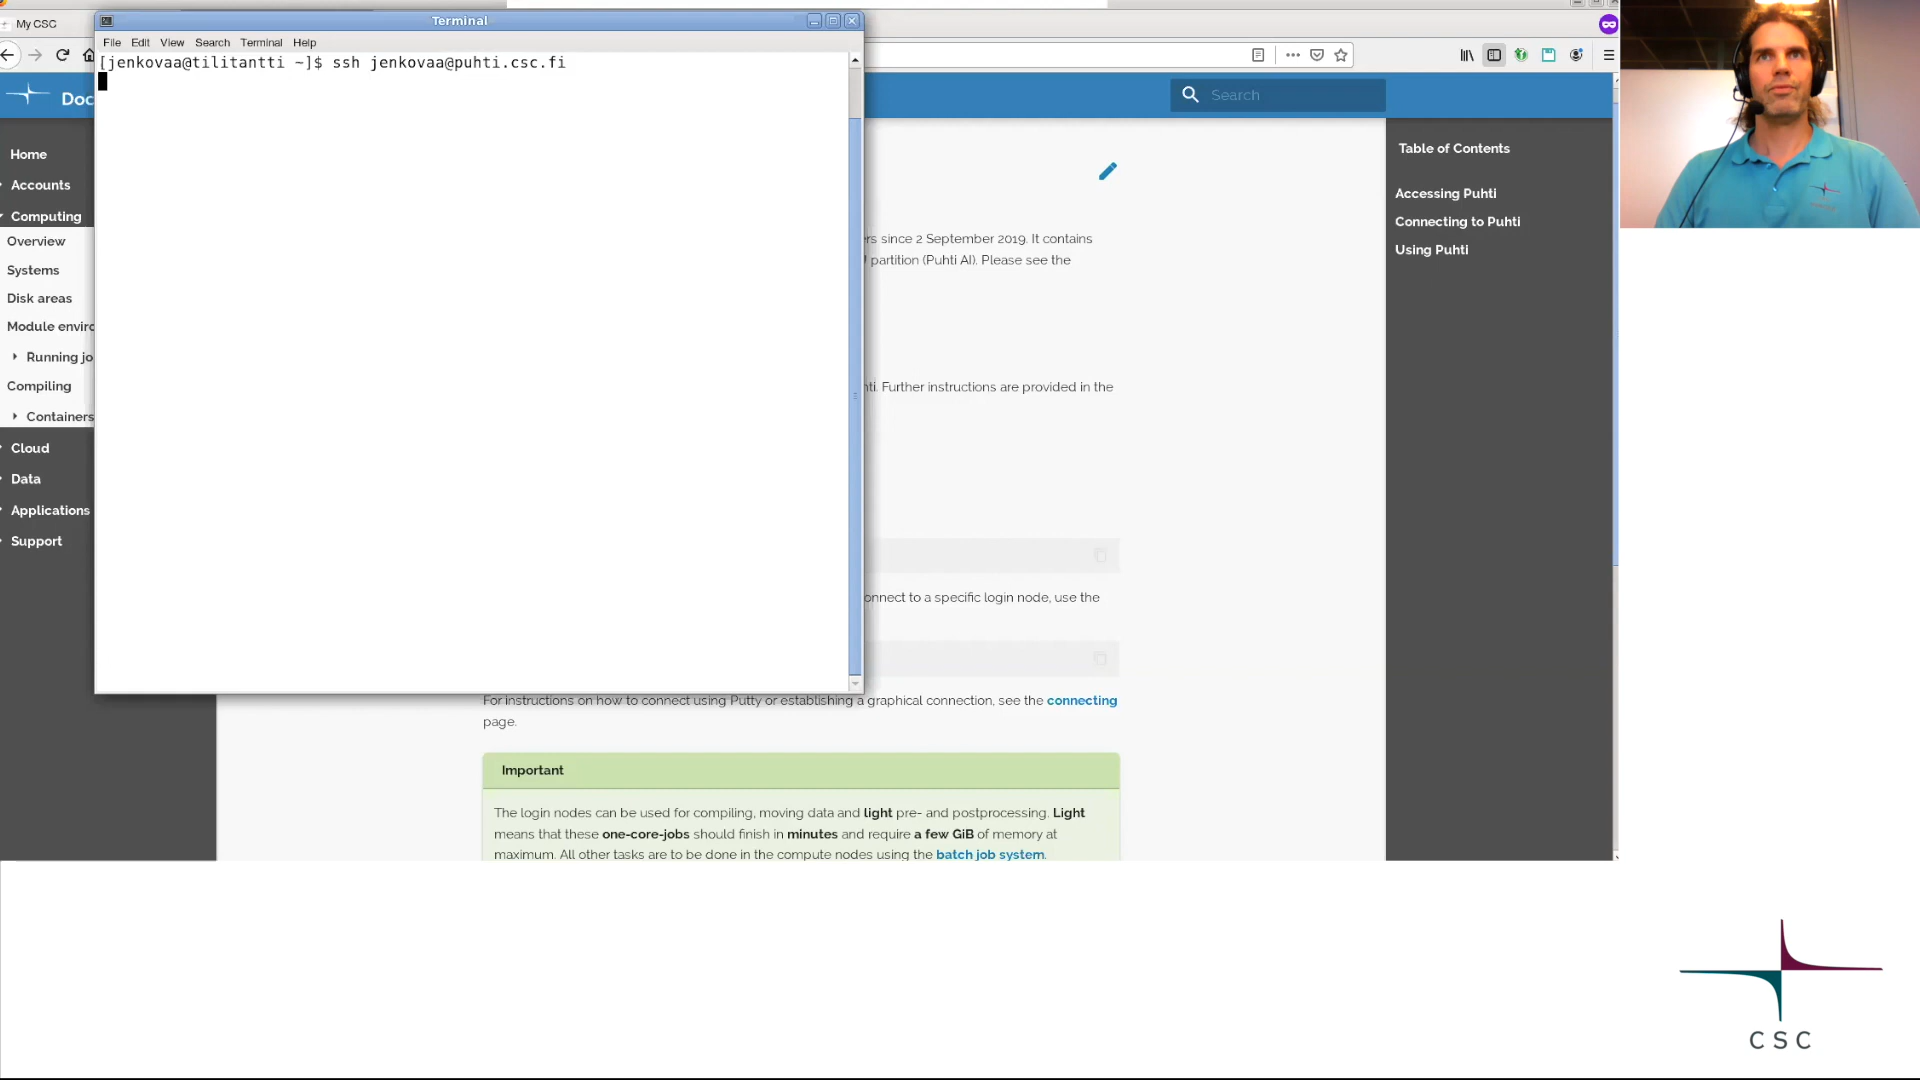 My CSC
Terminal
File Edit View Search Terminal Help
[jenkovaa@tilitantti ~]$ ssh jenkovaa@puhti.csc.fi
Search
Home
Accounts
Computing
Overview
Systems
Disk areas
Module
Running
Compiling
Containers
Cloud
Data
Applications
Support
since 2 September 2019. It contains
partition (Puhti AI). Please see the
Further instructions are provided in the
to a specific login node, use the
For instructions on how to connect using Putty or establishing a graphical connection, see the connecting
page.
Important
The login nodes can be used for compiling, moving data and light pre- and postprocessing. Light
means that these one-core-jobs should finish in minutes and require a few GiB of memory at
maximum. All other tasks are to be done in the compute nodes using the batch job system.
Table of Contents
Accessing Puhti
Connecting to Puhti
Using Puhti
CSC